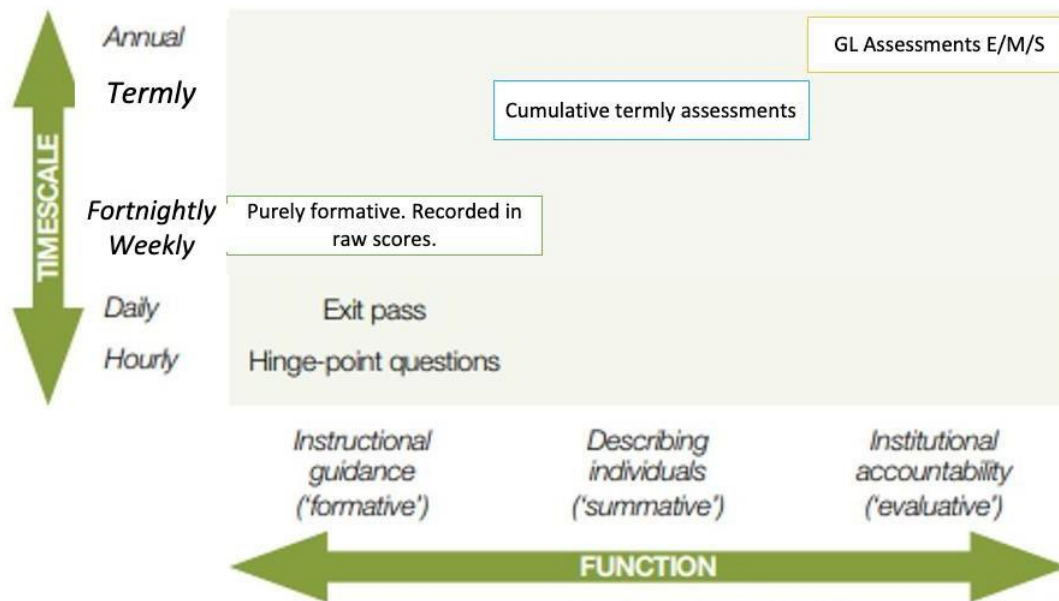 Annual
GL Assessments E/M/S
Termly
Cumulative termly assessments
TIMESCALE
Fortnightly
Weekly
Purely formative. Recorded in
raw scores.
Daily
Exit pass
Hourly
Hinge-point questions
Instructional
guidance
('formative')
Describing
individuals
('summative')
Institutional
accountability
('evaluative')
FUNCTION